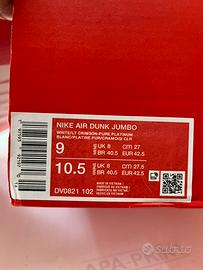 NIKE AIR DUNK JUMBO
WHITE/LT CRIMSON-PURE PLATINUM
BLANC/PLATINE PUR/CRAMOISI CLR
9
UK 8
cm 27
BR 40.5
EUR 42.5
10.5
UK 8
cm 27.5
BR 40.5
EUR 42.5
DV0821 102
MADE IN VIETNAM
Subito